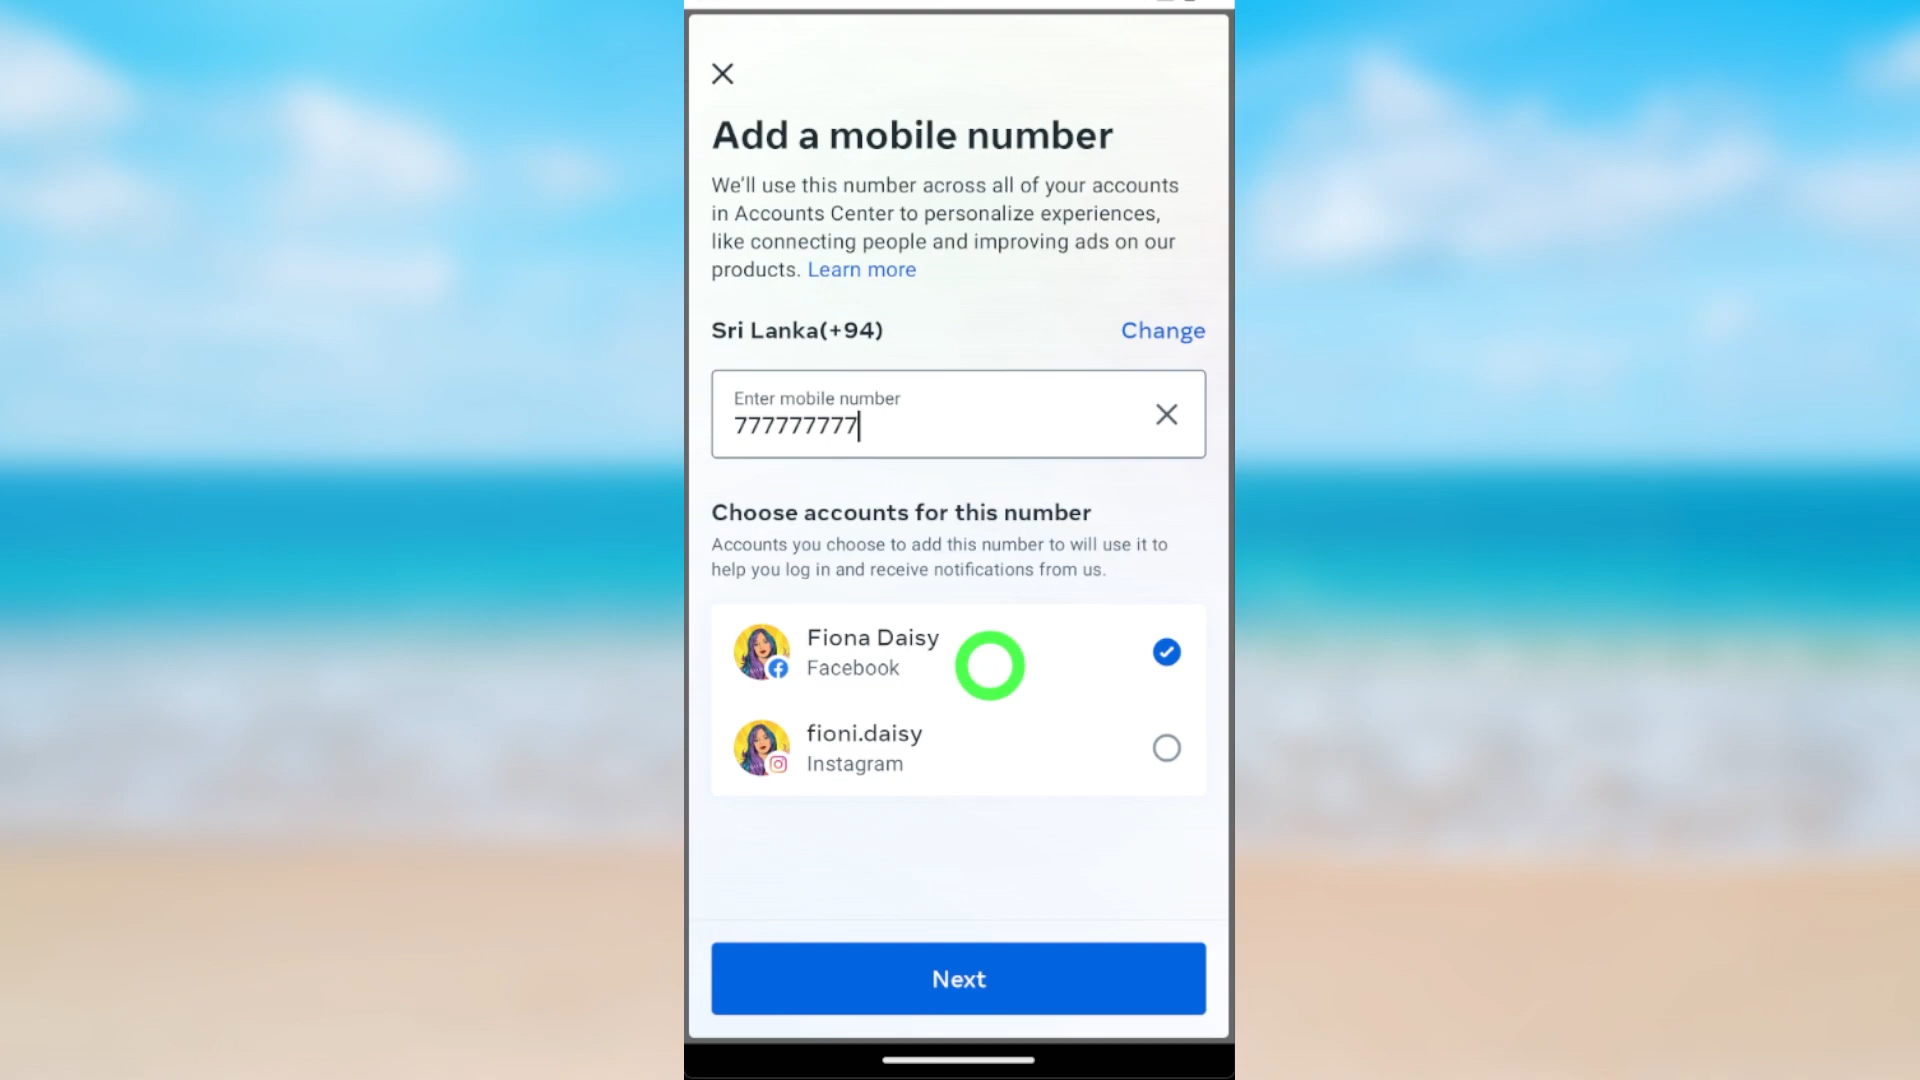 Add a mobile number
We'll use this number across all of your accounts
in Accounts Center to personalize experiences,
like connecting people and improving ads on our
products. Learn more
Sri Lanka(+94)
Change
Enter mobile number
777777777
Choose accounts for this number
Accounts you choose to add this number to will use it to
help you log in and receive notifications from us.
Fiona Daisy
Facebook
fioni.daisy
Instagram
Next